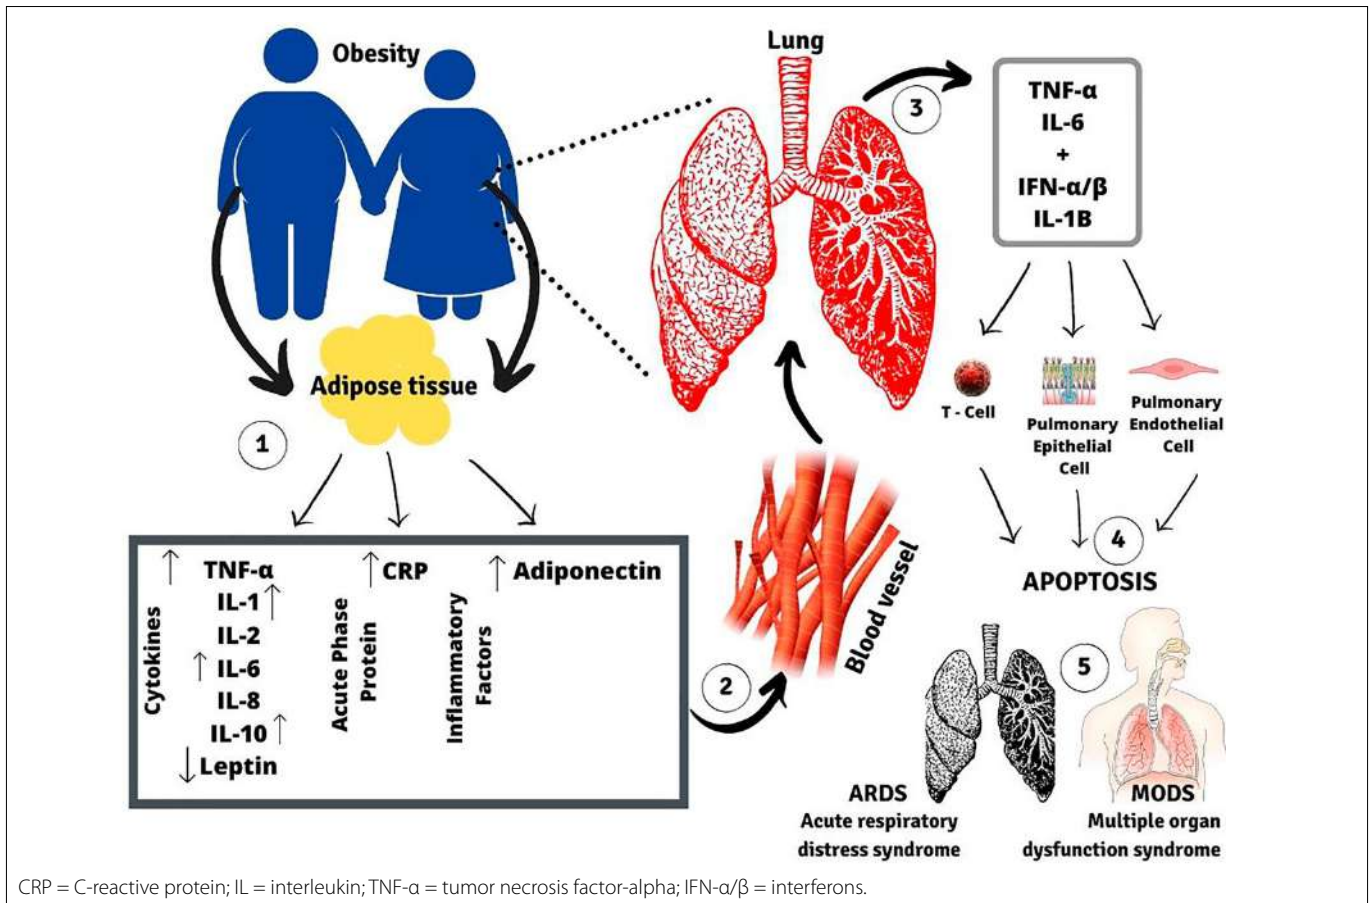 Obesity
Adipose tissue
1
↑ TNF-α
IL-1 ↑
IL-2
↑ IL-6
IL-8
IL-10 ↑
↓ Leptin
Cytokines
↑ CRP
Acute Phase
Protein
↑ Adiponectin
Inflammatory
Factors
2
Blood vessel
Lung
3
TNF-α
IL-6
+
IFN-α/β
IL-1B
T - Cell
Pulmonary
Epithelial
Cell
Pulmonary
Endothelial
Cell
4
APOPTOSIS
5
ARDS
Acute respiratory
distress syndrome
MODS
Multiple organ
dysfunction syndrome
CRP = C-reactive protein; IL = interleukin; TNF-α = tumor necrosis factor-alpha; IFN-α/β = interferons.